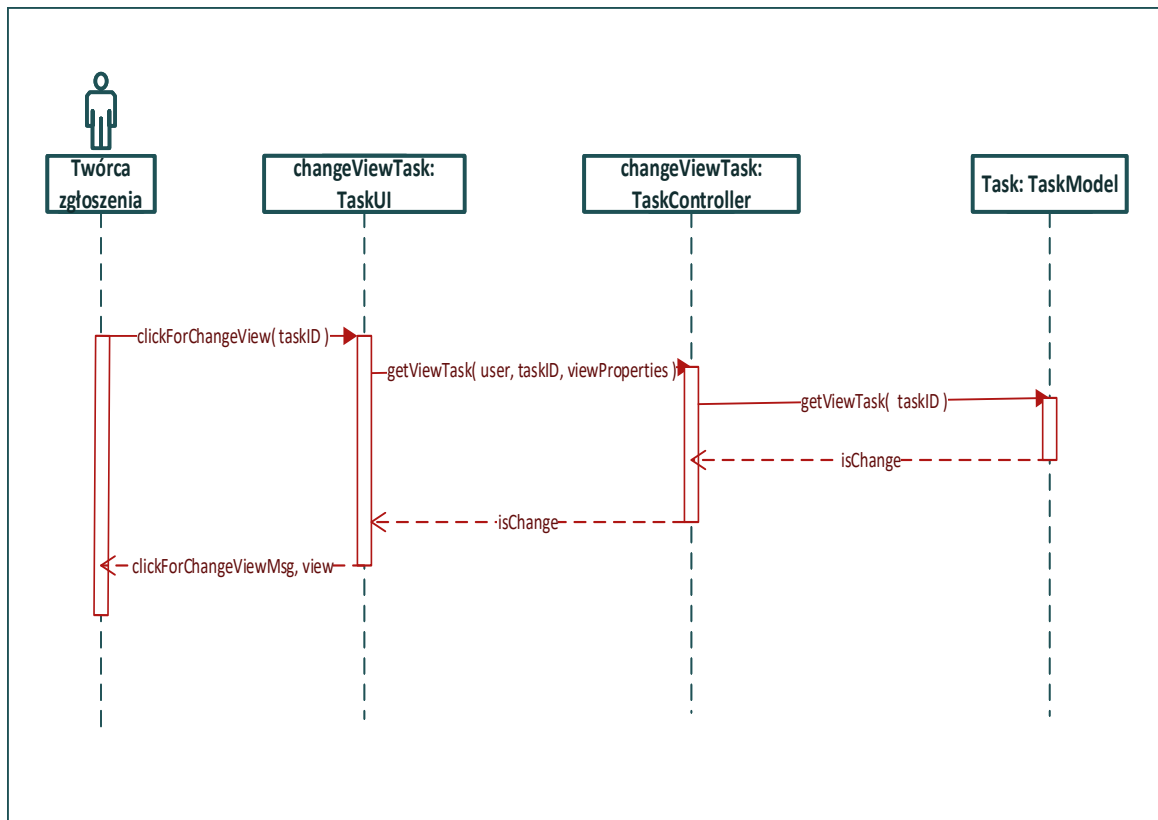 Twórca
zgłoszenia
changeViewTask:
TaskUI
changeViewTask:
TaskController
Task: TaskModel
clickForChangeView( taskID )
getViewTask( user, taskID, viewProperties )
getViewTask(  taskID )
isChange
isChange
clickForChangeViewMsg, view